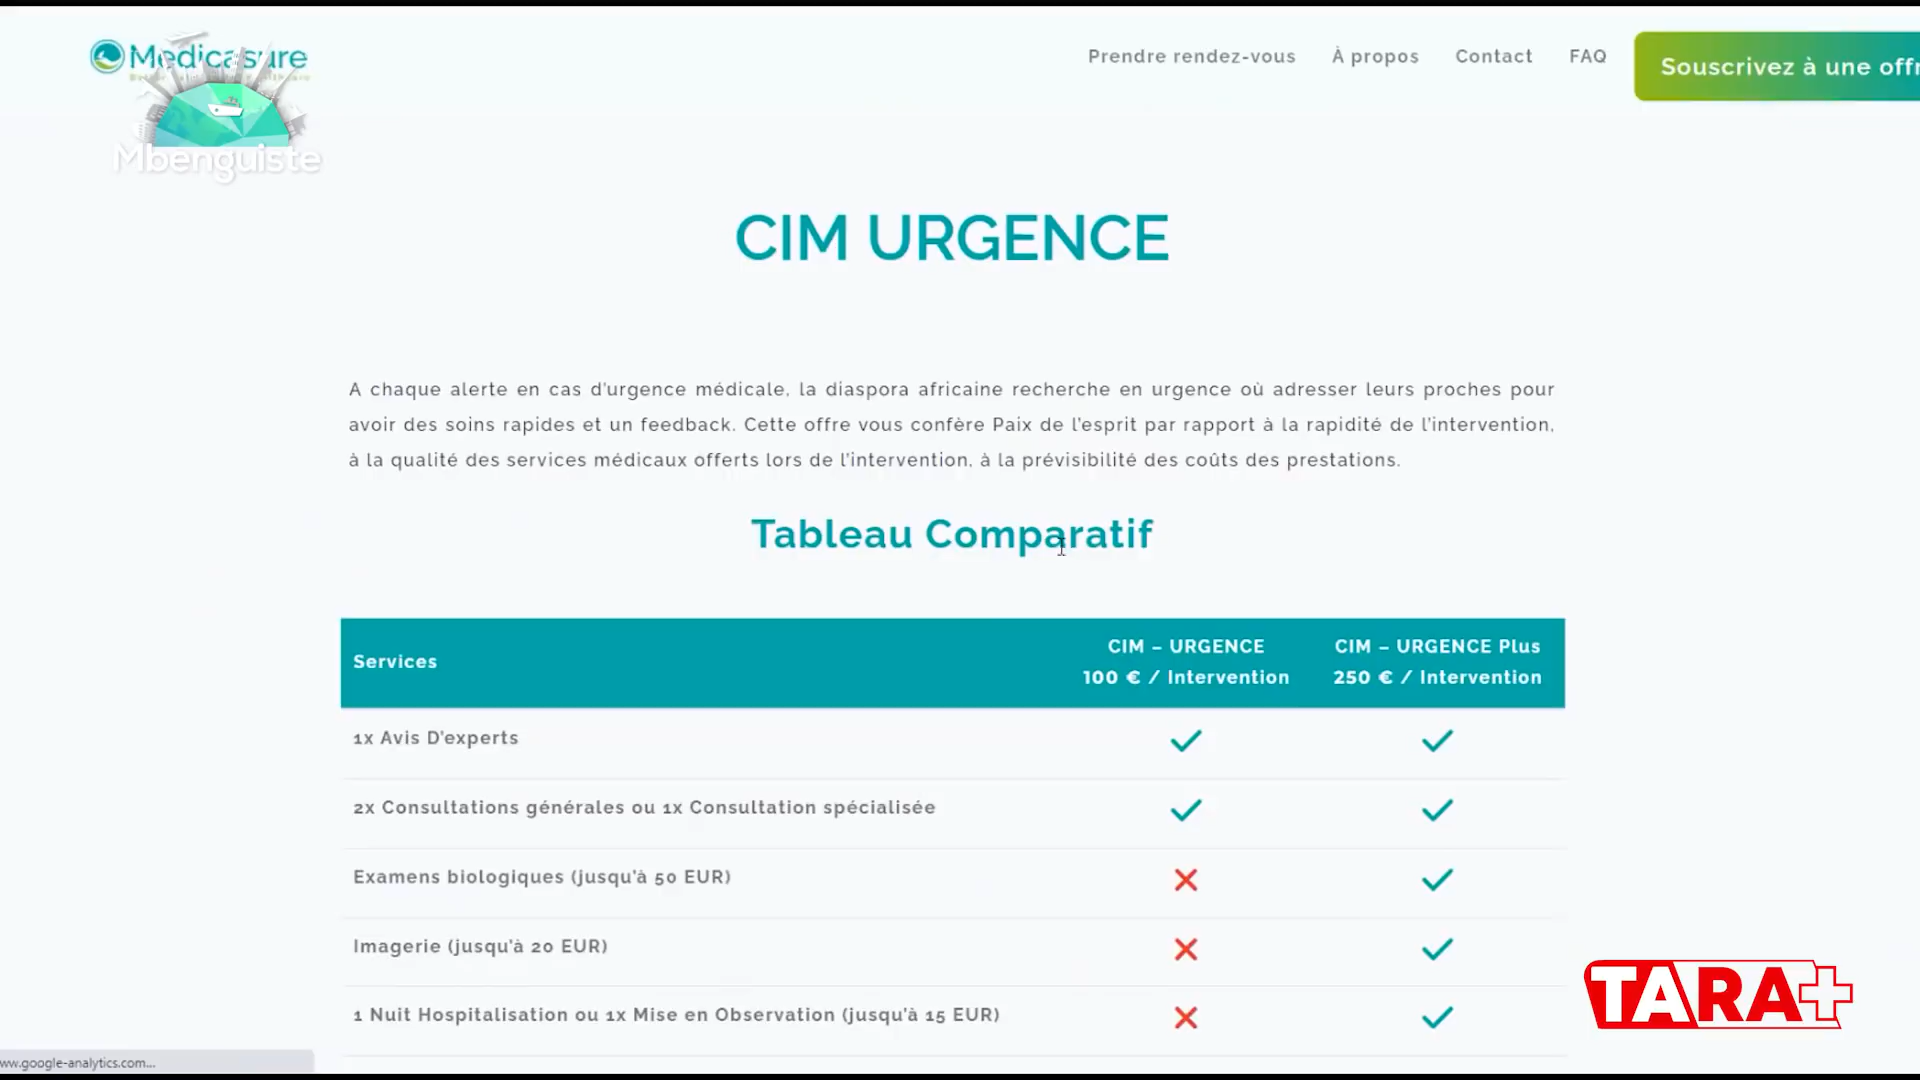 Medicasure
Mbenguiste
Prendre rendez-vous
À propos
Contact
FAQ
Souscrivez à une offr
CIM URGENCE
A chaque alerte en cas d'urgence médicale, la diaspora africaine recherche en urgence où adresser leurs proches pour
avoir des soins rapides et un feedback. Cette offre vous confère Paix de l'esprit par rapport à la rapidité de l'intervention,
à la qualité des services médicaux offerts lors de l'intervention, à la prévisibilité des coûts des prestations.
Tableau Comparatif
Services
CIM – URGENCE
100 € / Intervention
CIM – URGENCE Plus
250 € / Intervention
1x Avis D'experts
2x Consultations générales ou 1x Consultation spécialisée
Examens biologiques (jusqu'à 50 EUR)
Imagerie (jusqu'à 20 EUR)
1 Nuit Hospitalisation ou 1x Mise en Observation (jusqu'à 15 EUR)
TARA+
ww.google-analytics.com...